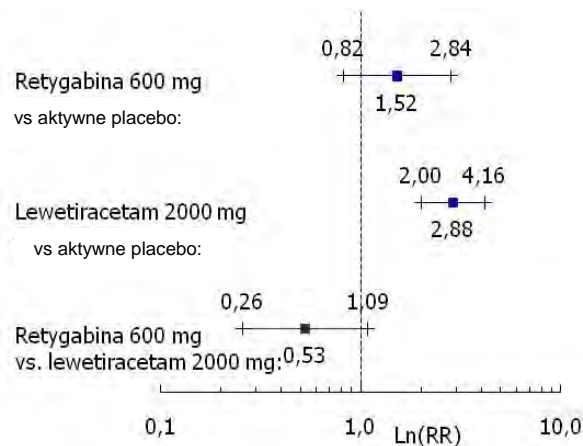 0,82 2,84
Retygabina 600 mg
vs aktywne placebo:
1,52
2,00 4,16
Lewetiracetam 2000 mg
vs aktywne placebo:
2,88
0,26 1,09
Retygabina 600 mg
vs. lewetiracetam 2000 mg: 0,53
0,1 1,0 Ln(RR) 10,0